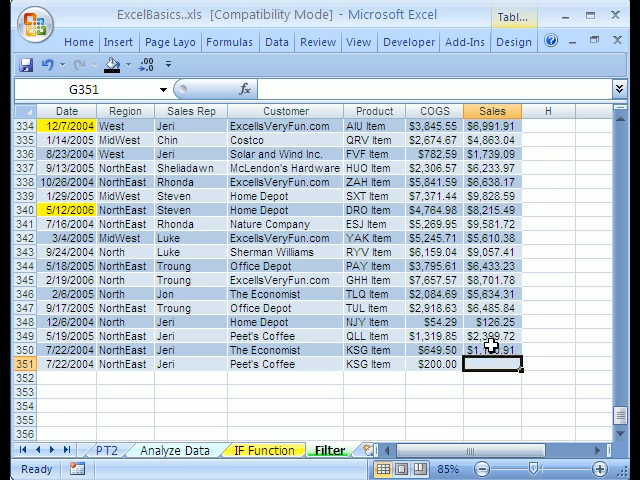 ExcelBasics..xls [Compatibility Mode] - Microsoft Excel Tabl...
Home Insert Page Layo Formulas Data Review View Developer Add-Ins Design
G351 fx
Date Region Sales Rep Customer Product COGS Sales H
334 12/7/2004 West Jeri ExcelIsVeryFun.com AIU Item $3,845.55 $6,991.91
335 1/14/2005 MidWest Chin Costco QRV Item $2,674.67 $4,863.04
336 8/23/2004 West Jeri Solar and Wind Inc. FVF Item $782.59 $1,739.09
337 9/13/2005 NorthEast Sheliadawn McLendon's Hardware HUO Item $2,306.57 $6,233.97
338 10/26/2004 NorthEast Rhonda ExcelIsVeryFun.com ZAH Item $5,841.59 $6,638.17
339 1/29/2005 MidWest Steven Home Depot SXT Item $7,371.44 $9,828.59
340 5/12/2006 NorthEast Steven Home Depot DRO Item $4,764.98 $8,215.49
341 7/16/2004 NorthEast Rhonda Nature Company ESJ Item $5,269.95 $9,581.72
342 3/4/2005 MidWest Luke ExcelIsVeryFun.com YAK Item $5,245.71 $5,610.38
343 9/24/2004 North Luke Sherman Williams RYV Item $6,159.04 $9,057.41
344 5/18/2005 NorthEast Troung Office Depot PAY Item $3,795.61 $6,433.23
345 2/19/2006 North Troung ExcelIsVeryFun.com GHH Item $7,657.57 $8,701.78
346 2/6/2005 North Jon The Economist TLQ Item $2,084.69 $5,634.31
347 9/17/2005 NorthEast Troung Office Depot TUL Item $2,918.63 $6,485.84
348 12/6/2004 North Jeri Home Depot NJY Item $54.29 $126.25
349 5/19/2005 NorthEast Jeri Peet's Coffee QLL Item $1,319.85 $2,399.72
350 7/22/2004 NorthEast Jeri The Economist KSG Item $649.50
351 7/22/2004 NorthEast Jeri Peet's Coffee KSG Item $200.00
352
353
354
355
356
PT2 Analyze Data IF Function Filter
Ready 85%